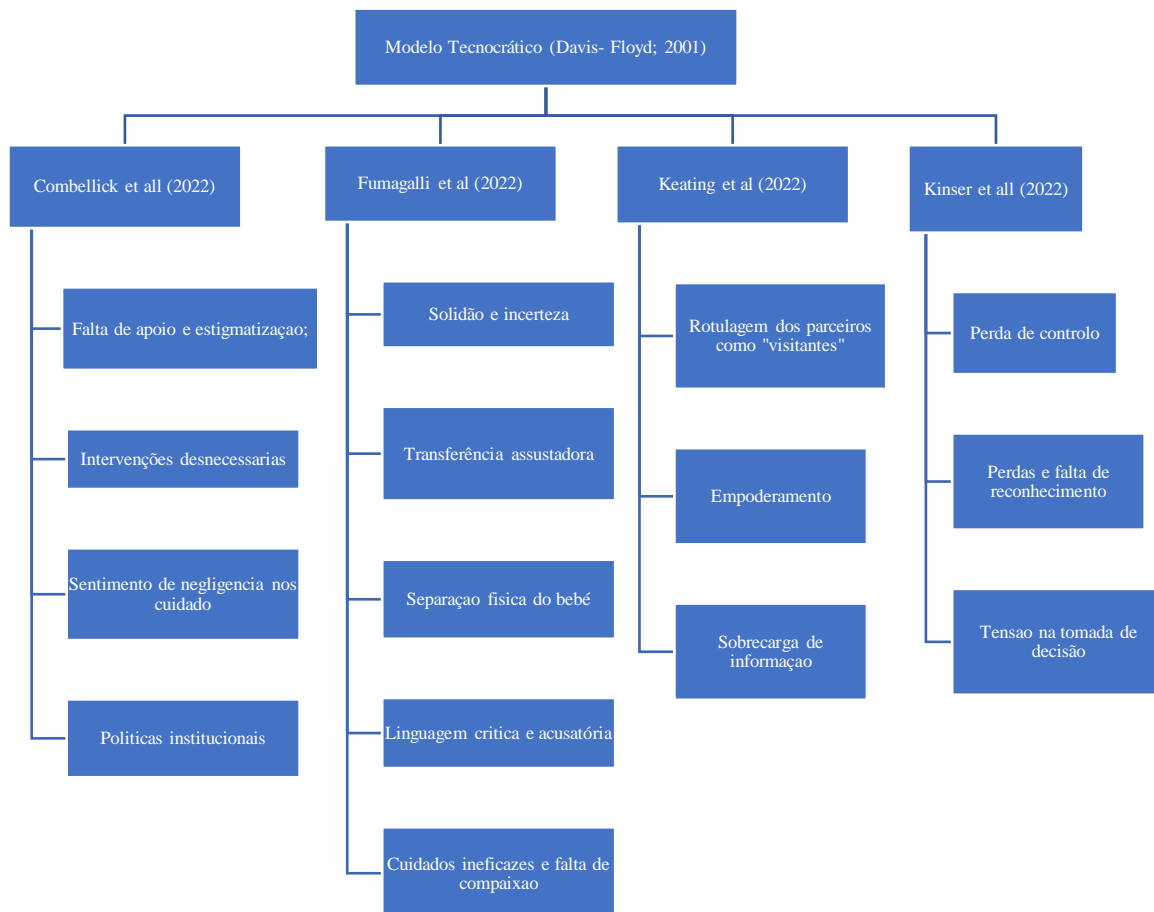 Modelo Tecnocrático (Davis- Floyd; 2001)
Combellick et all (2022)
Falta de apoio e estigmatizaçao;
Intervenções desnecessarias
Sentimento de negligencia nos
cuidado
Politicas institucionais
Fumagalli et al (2022)
Solidão e incerteza
Transferência assustadora
Separaçao fisica do bebé
Linguagem critica e acusatória
Cuidados ineficazes e falta de
compaixao
Keating et al (2022)
Rotulagem dos parceiros
como "visitantes"
Empoderamento
Sobrecarga de
informaçao
Kinser et all (2022)
Perda de controlo
Perdas e falta de
reconhecimento
Tensao na tomada de
decisão